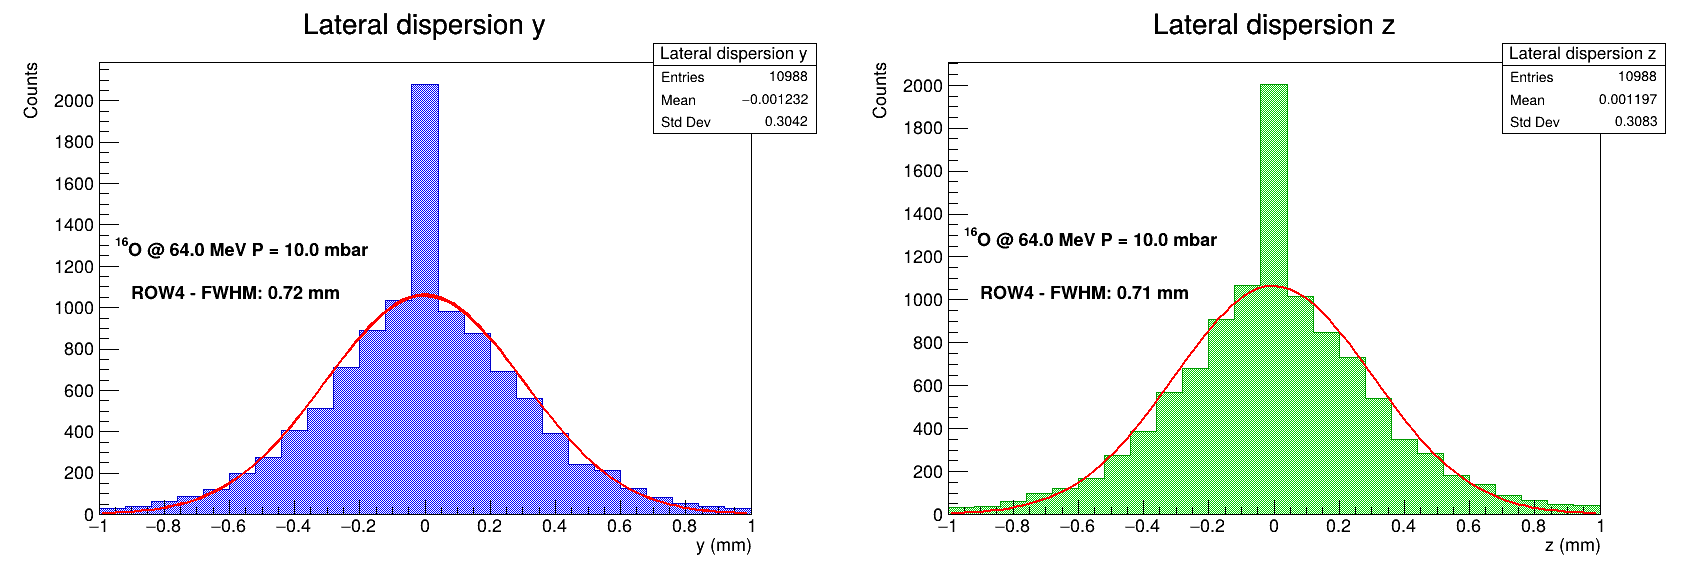 Lateral dispersion y
Counts
2000
1800
1600
1400
1200
1000
800
600
400
200
0
Lateral dispersion y
Entries 10988
Mean −0.001232
Std Dev 0.3042
¹⁶O @ 64.0 MeV P = 10.0 mbar
ROW4 - FWHM: 0.72 mm
−1 −0.8 −0.6 −0.4 −0.2 0 0.2 0.4 0.6 0.8 1
y (mm)
Lateral dispersion z
Counts
2000
1800
1600
1400
1200
1000
800
600
400
200
0
Lateral dispersion z
Entries 10988
Mean 0.001197
Std Dev 0.3083
¹⁶O @ 64.0 MeV P = 10.0 mbar
ROW4 - FWHM: 0.71 mm
−1 −0.8 −0.6 −0.4 −0.2 0 0.2 0.4 0.6 0.8 1
z (mm)